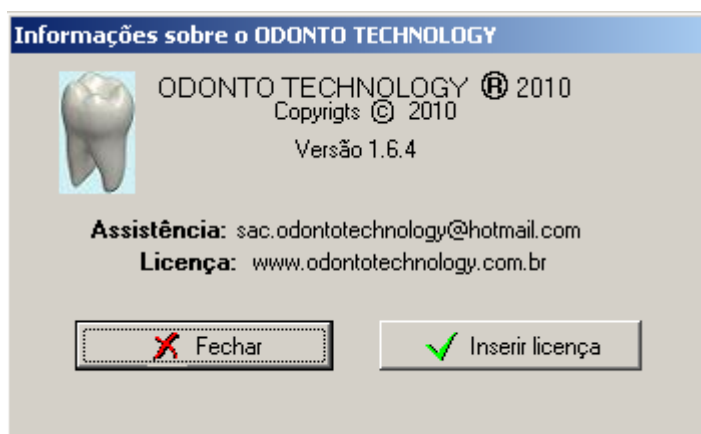 Informações sobre o ODONTO TECHNOLOGY
ODONTO TECHNOLOGY ® 2010
Copyrigts © 2010
Versão 1.6.4
Assistência: sac.odontotechnology@hotmail.com
Licença: www.odontotechnology.com.br
Fechar
Inserir licença